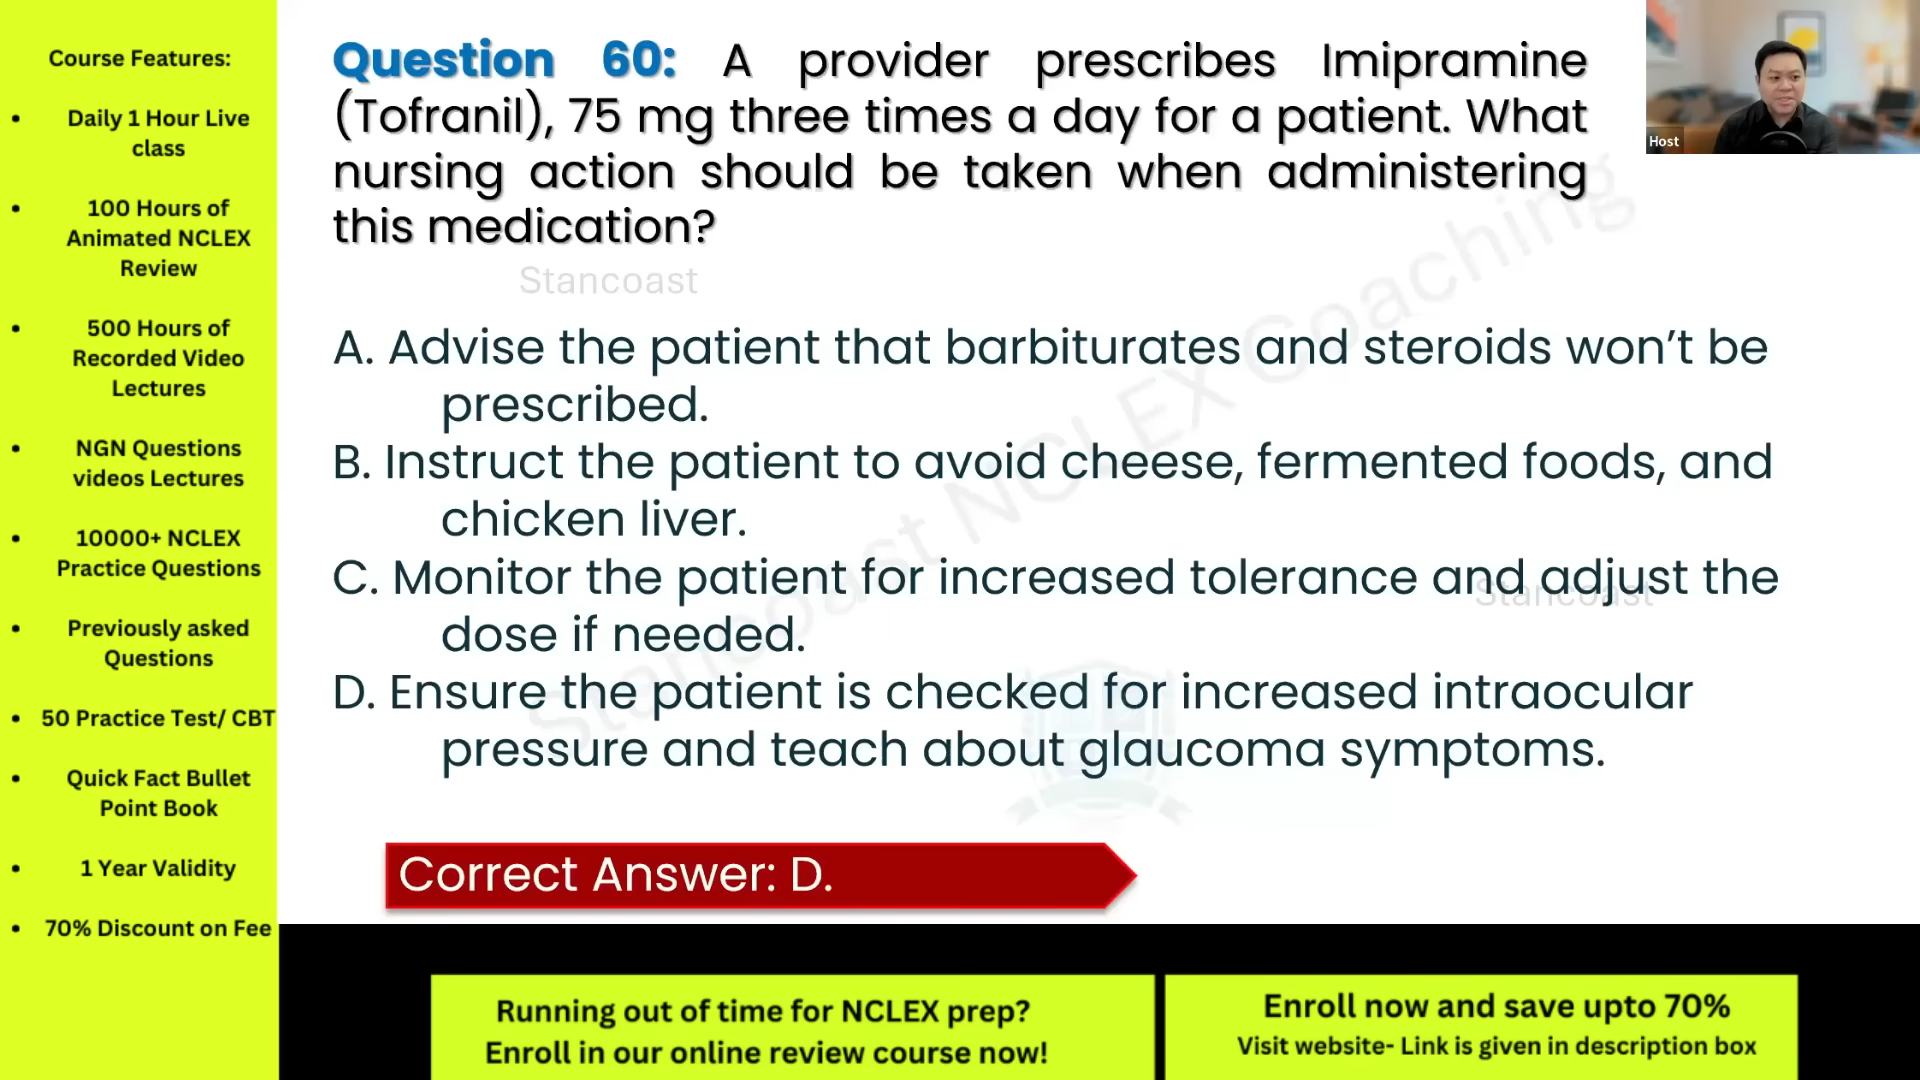 Course Features:
• Daily 1 Hour Live
class
• 100 Hours of
Animated NCLEX
Review
• 500 Hours of
Recorded Video
Lectures
• NGN Questions
videos Lectures
• 10000+ NCLEX
Practice Questions
• Previously asked
Questions
• 50 Practice Test/ CBT
• Quick Fact Bullet
Point Book
• 1 Year Validity
• 70% Discount on Fee
Question 60: A provider prescribes Imipramine
(Tofranil), 75 mg three times a day for a patient. What
nursing action should be taken when administering
this medication?
Stancoast
A. Advise the patient that barbiturates and steroids won’t be
prescribed.
B. Instruct the patient to avoid cheese, fermented foods, and
chicken liver.
C. Monitor the patient for increased tolerance and adjust the
dose if needed.
D. Ensure the patient is checked for increased intraocular
pressure and teach about glaucoma symptoms.
Stancoast
Stancoast NCLEX Coaching
Correct Answer: D.
Host
Running out of time for NCLEX prep?
Enroll in our online review course now!
Enroll now and save upto 70%
Visit website- Link is given in description box